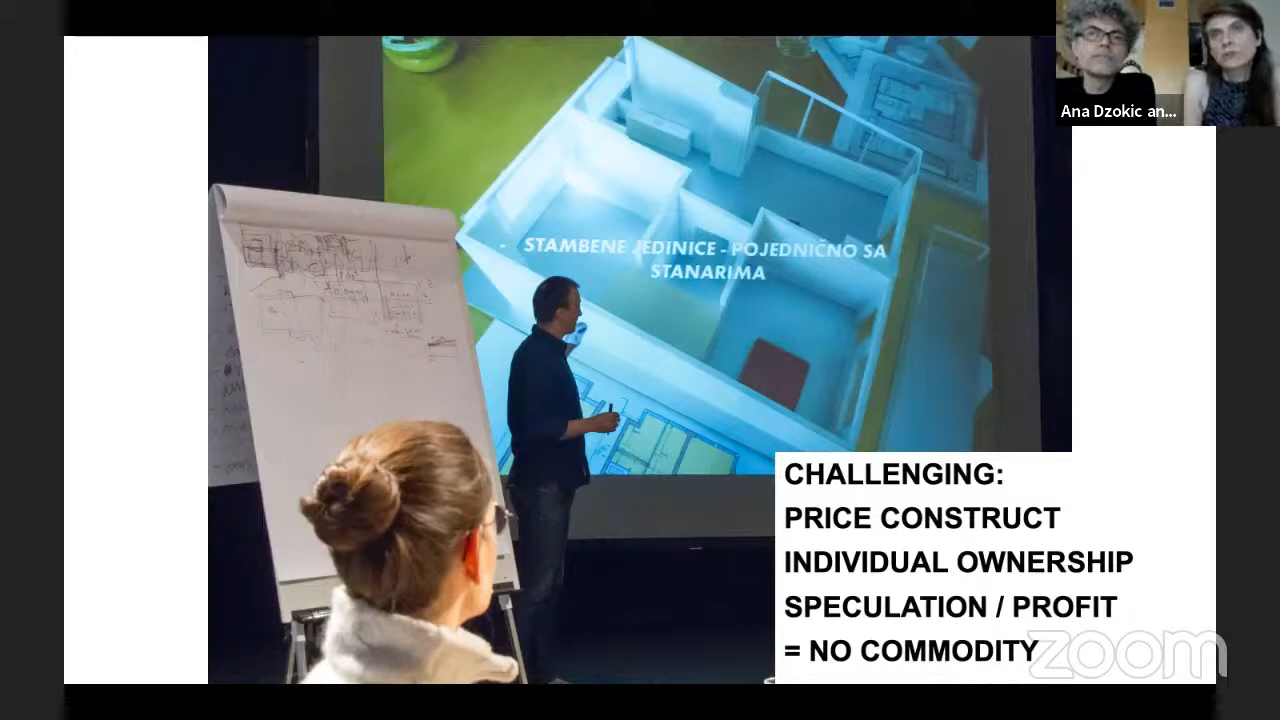 Ana Dzokic an...
- STAMBENE JEDINICE - POJEDNIČNO SA
STANARIMA
CHALLENGING:
PRICE CONSTRUCT
INDIVIDUAL OWNERSHIP
SPECULATION / PROFIT
= NO COMMODITY
zoom